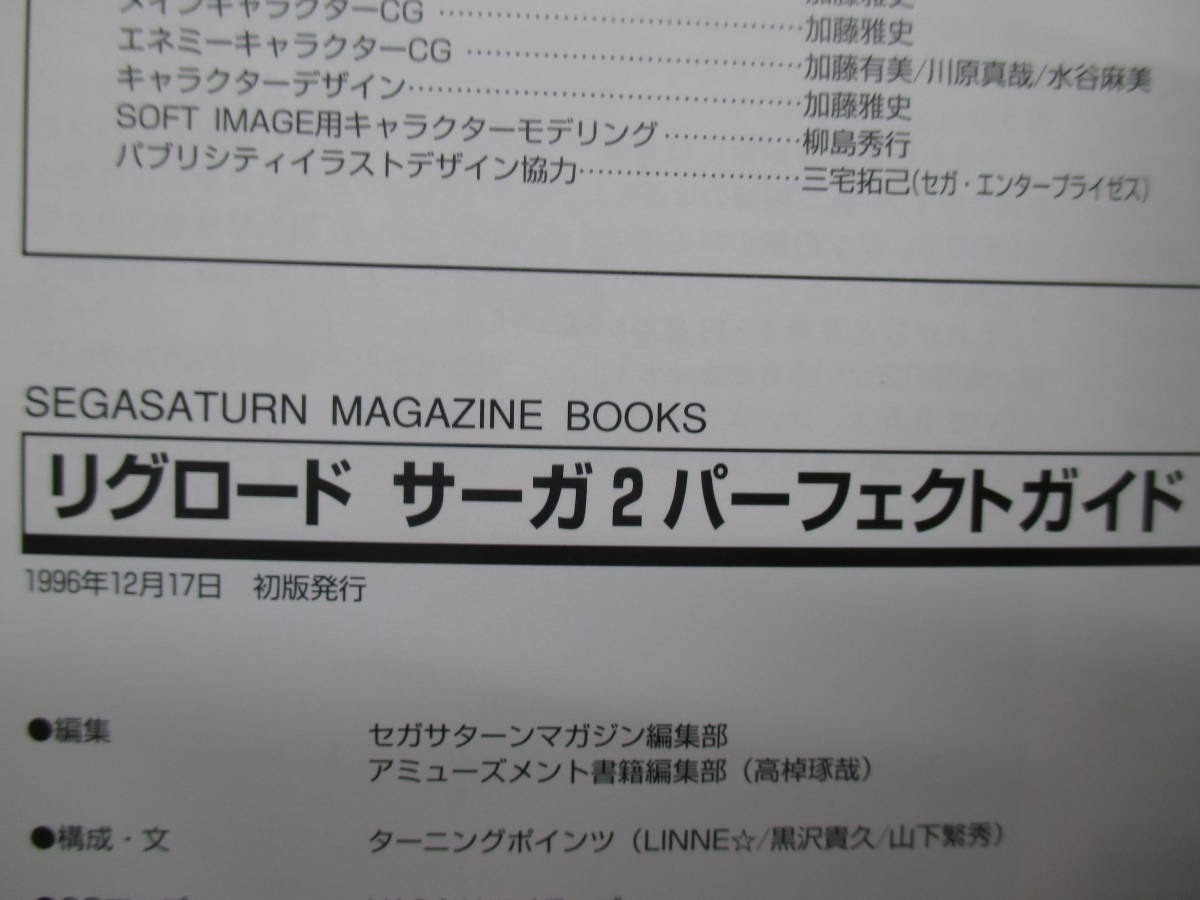 メインキャラクターCG ……………………………… 加藤雅史
エネミーキャラクターCG …………………………… 加藤有美/川原真哉/水谷麻美
キャラクターデザイン………………………………… 加藤雅史
SOFT IMAGE用キャラクターモデリング …………… 柳島秀行
パブリシティイラストデザイン協力…………………… 三宅拓己(セガ・エンタープライゼス)
SEGASATURN MAGAZINE BOOKS
リグロード サーガ2パーフェクトガイド
1996年12月17日 初版発行
●編集 セガサターンマガジン編集部
アミューズメント書籍編集部（高棹琢哉）
●構成・文 ターニングポインツ（LINNE☆/黒沢貴久/山下繁秀）